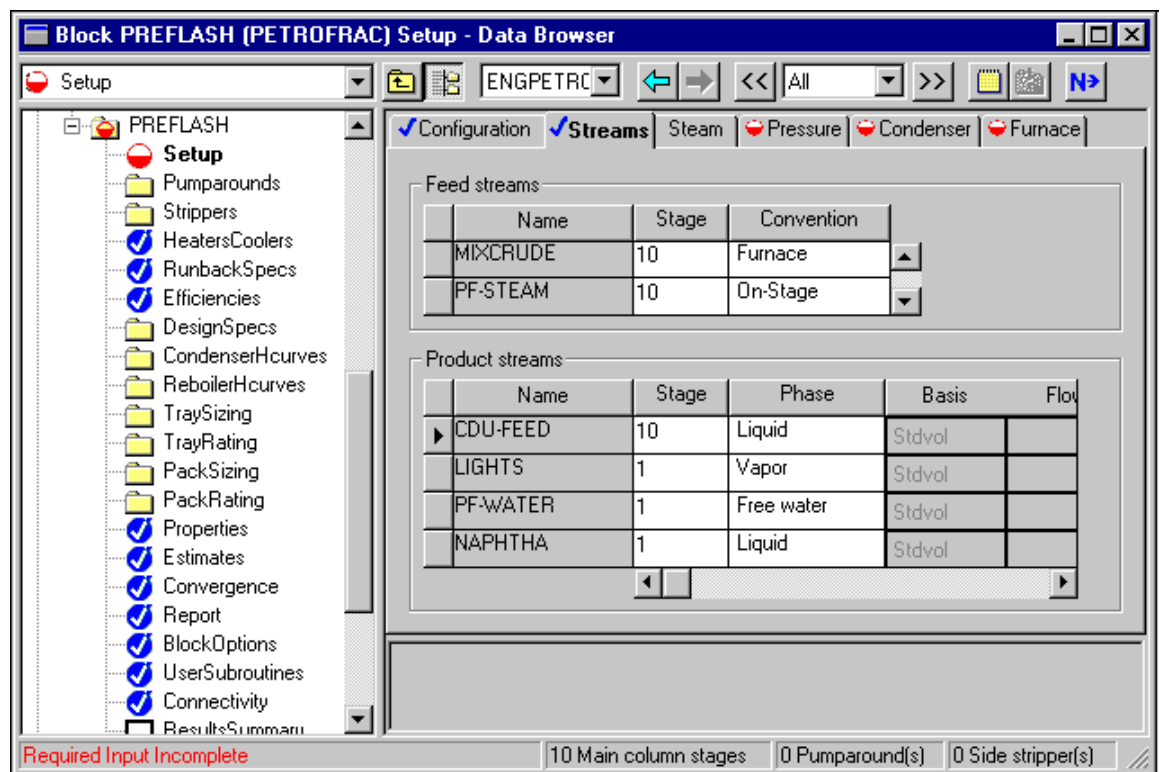 Block PREFLASH (PETROFRAC) Setup - Data Browser
Setup ENGPETRO << All >> N
PREFLASH
Setup
Pumparounds
Strippers
HeatersCoolers
RunbackSpecs
Efficiencies
DesignSpecs
CondenserHcurves
ReboilerHcurves
TraySizing
TrayRating
PackSizing
PackRating
Properties
Estimates
Convergence
Report
BlockOptions
UserSubroutines
Connectivity
ResultsSummary
Configuration Streams Steam Pressure Condenser Furnace
Feed streams
Name Stage Convention
MIXCRUDE 10 Furnace
PF-STEAM 10 On-Stage
Product streams
Name Stage Phase Basis Flow
CDU-FEED 10 Liquid Stdvol
LIGHTS 1 Vapor Stdvol
PF-WATER 1 Free water Stdvol
NAPHTHA 1 Liquid Stdvol
Required Input Incomplete 10 Main column stages 0 Pumparound(s) 0 Side stripper(s)